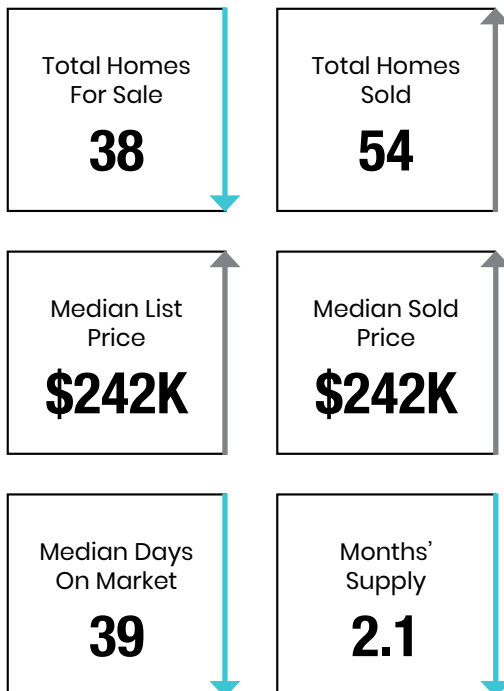 Total Homes
For Sale
38
Total Homes
Sold
54
Median List
Price
$242K
Median Sold
Price
$242K
Median Days
On Market
39
Months’
Supply
2.1